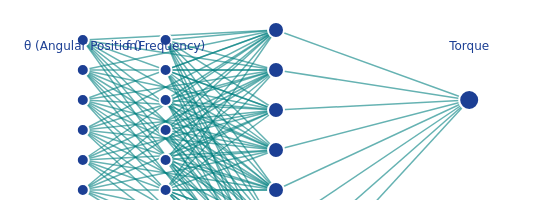 θ (Angular Position)
f (Frequency)
Torque